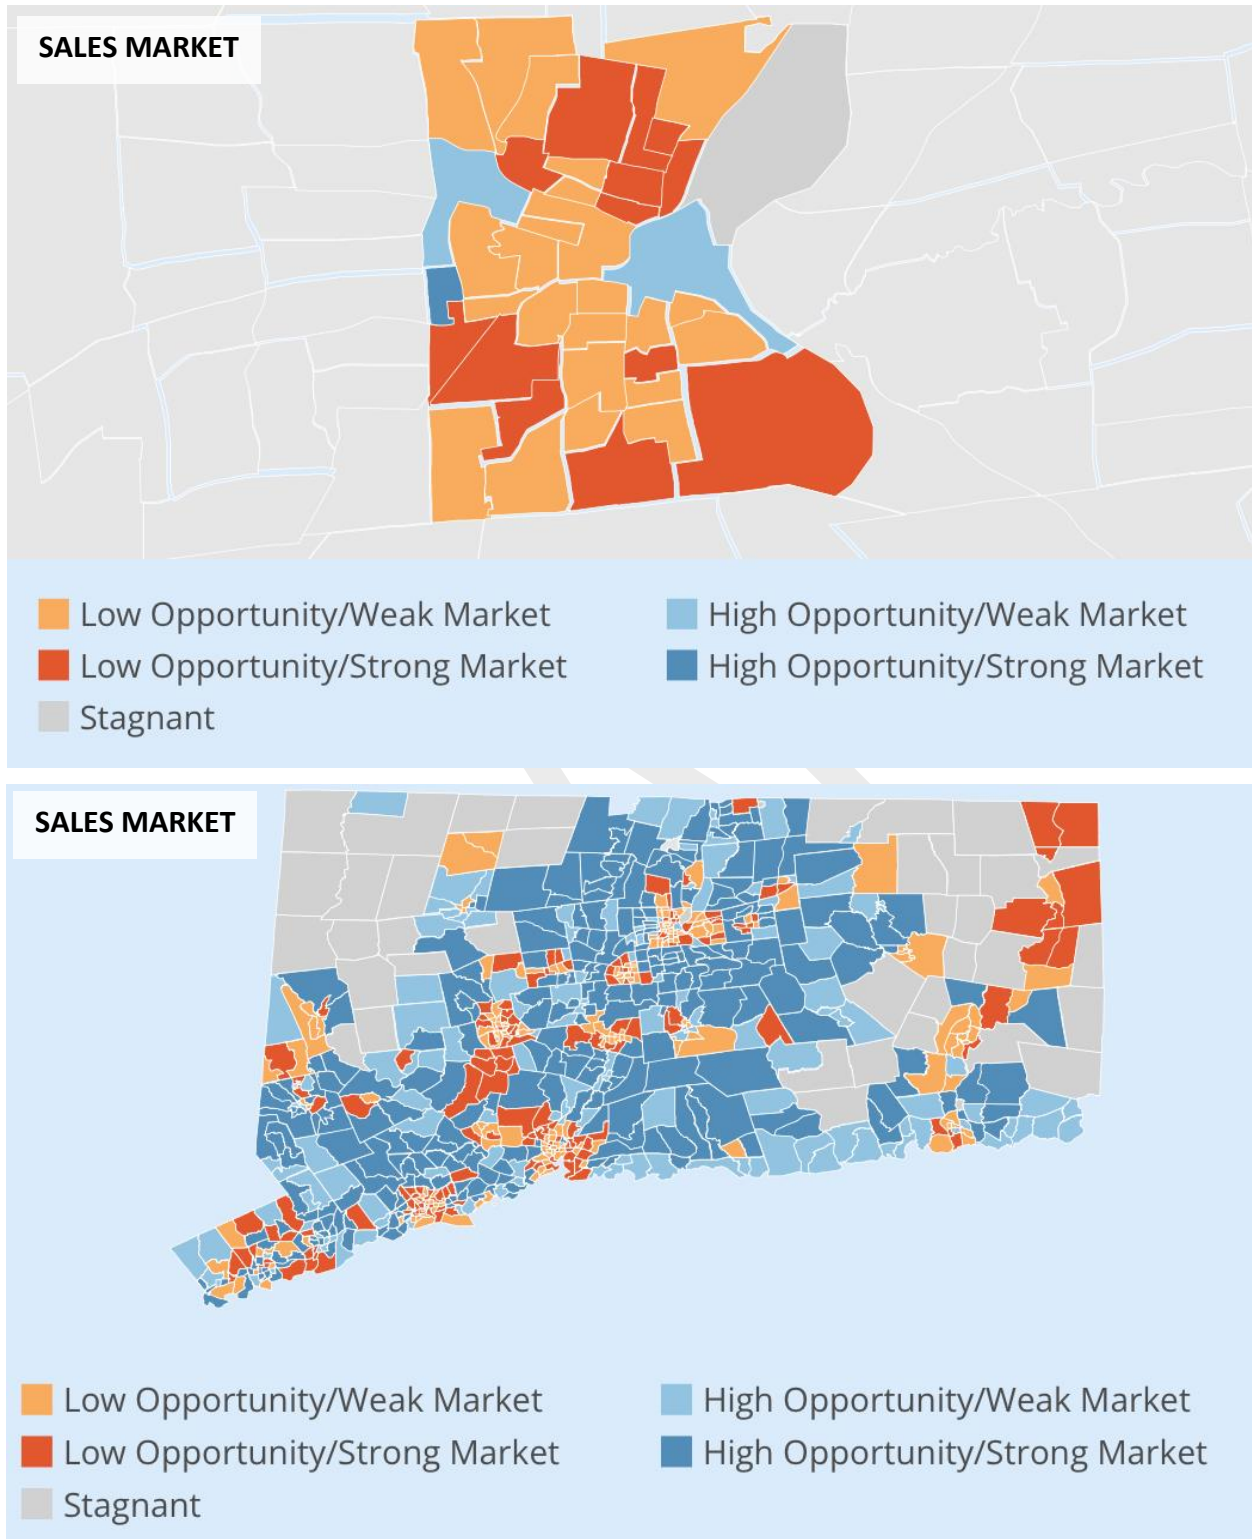 SALES MARKET
Low Opportunity/Weak Market
High Opportunity/Weak Market
Low Opportunity/Strong Market
High Opportunity/Strong Market
Stagnant
SALES MARKET
Low Opportunity/Weak Market
High Opportunity/Weak Market
Low Opportunity/Strong Market
High Opportunity/Strong Market
Stagnant